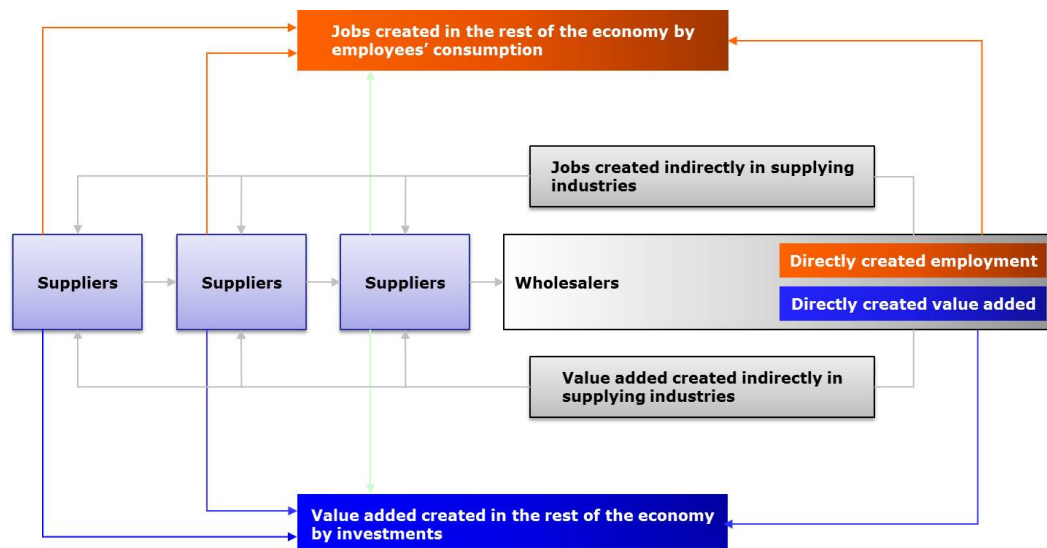 Jobs created in the rest of the economy by
employees’ consumption
Jobs created indirectly in supplying
industries
Suppliers
Suppliers
Suppliers
Wholesalers
Directly created employment
Directly created value added
Value added created indirectly in
supplying industries
Value added created in the rest of the economy
by investments